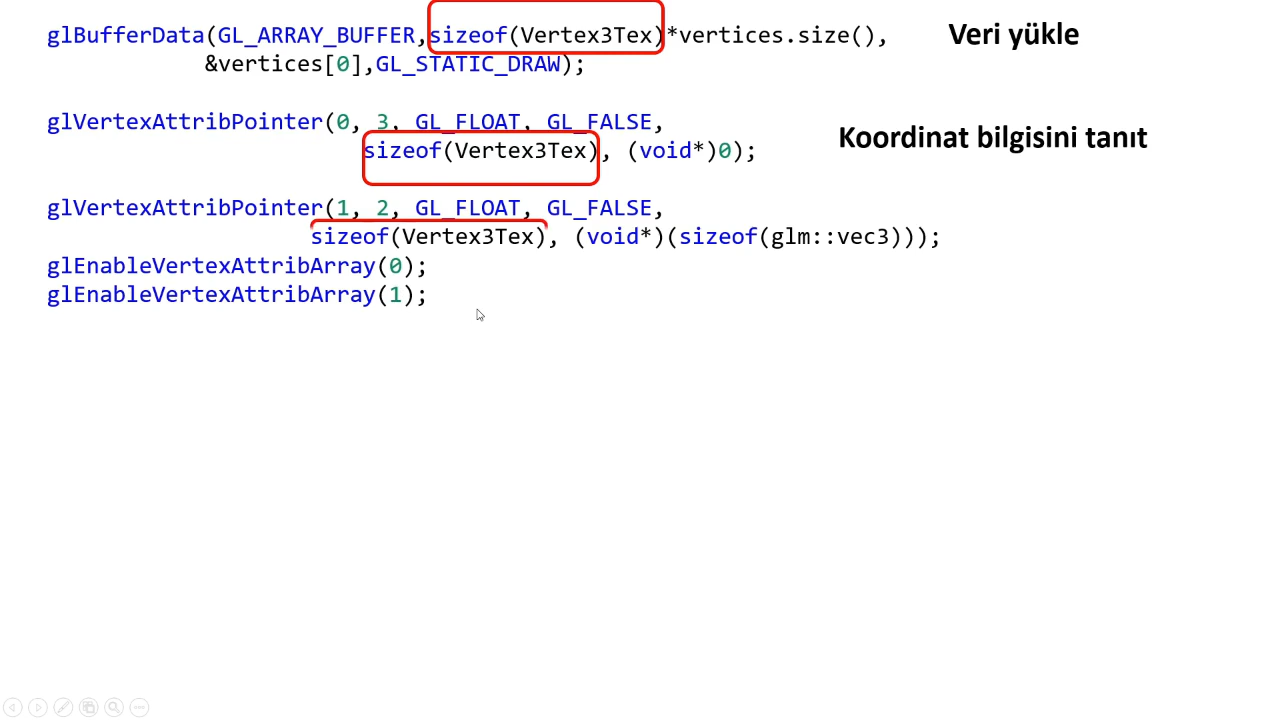 glBufferData(GL_ARRAY_BUFFER,sizeof(Vertex3Tex)*vertices.size(),
Veri yükle
&vertices[0],GL_STATIC_DRAW);
glVertexAttribPointer(0, 3, GL_FLOAT, GL_FALSE,
Koordinat bilgisini tanıt
sizeof(Vertex3Tex), (void*)0);
glVertexAttribPointer(1, 2, GL_FLOAT, GL_FALSE,
sizeof(Vertex3Tex), (void*)(sizeof(glm::vec3)));
glEnableVertexAttribArray(0);
glEnableVertexAttribArray(1);